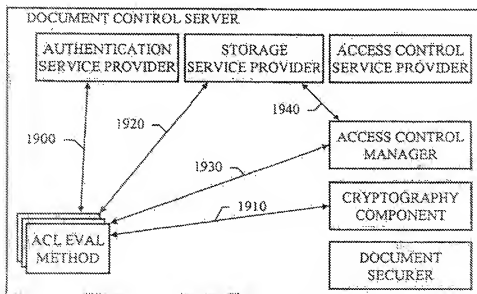 DOCUMENT CONTROL SERVER
AUTHENTICATION
SERVICE PROVIDER
STORAGE
SERVICE PROVIDER
ACCESS CONTROL
SERVICE PROVIDER
1900
1920
1940
1930
1910
ACCESS CONTROL
MANAGER
CRYPTOGRAPHY
COMPONENT
DOCUMENT
SECURER
ACL EVAL
METHOD